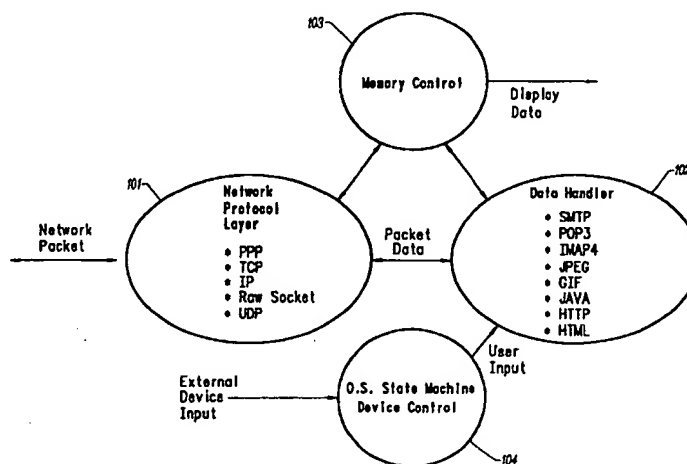 103
Memory Control
Display
Data
101
Network
Protocol
Layer
* PPP
* TCP
* IP
* Raw Socket
* UDP
Network
Packet
Packet
Data
102
Data Handler
* SMTP
* POP3
* IMAP4
* JPEG
* GIF
* JAVA
* HTTP
* HTML
User
Input
External
Device
Input
O.S. State Machine
Device Control
104